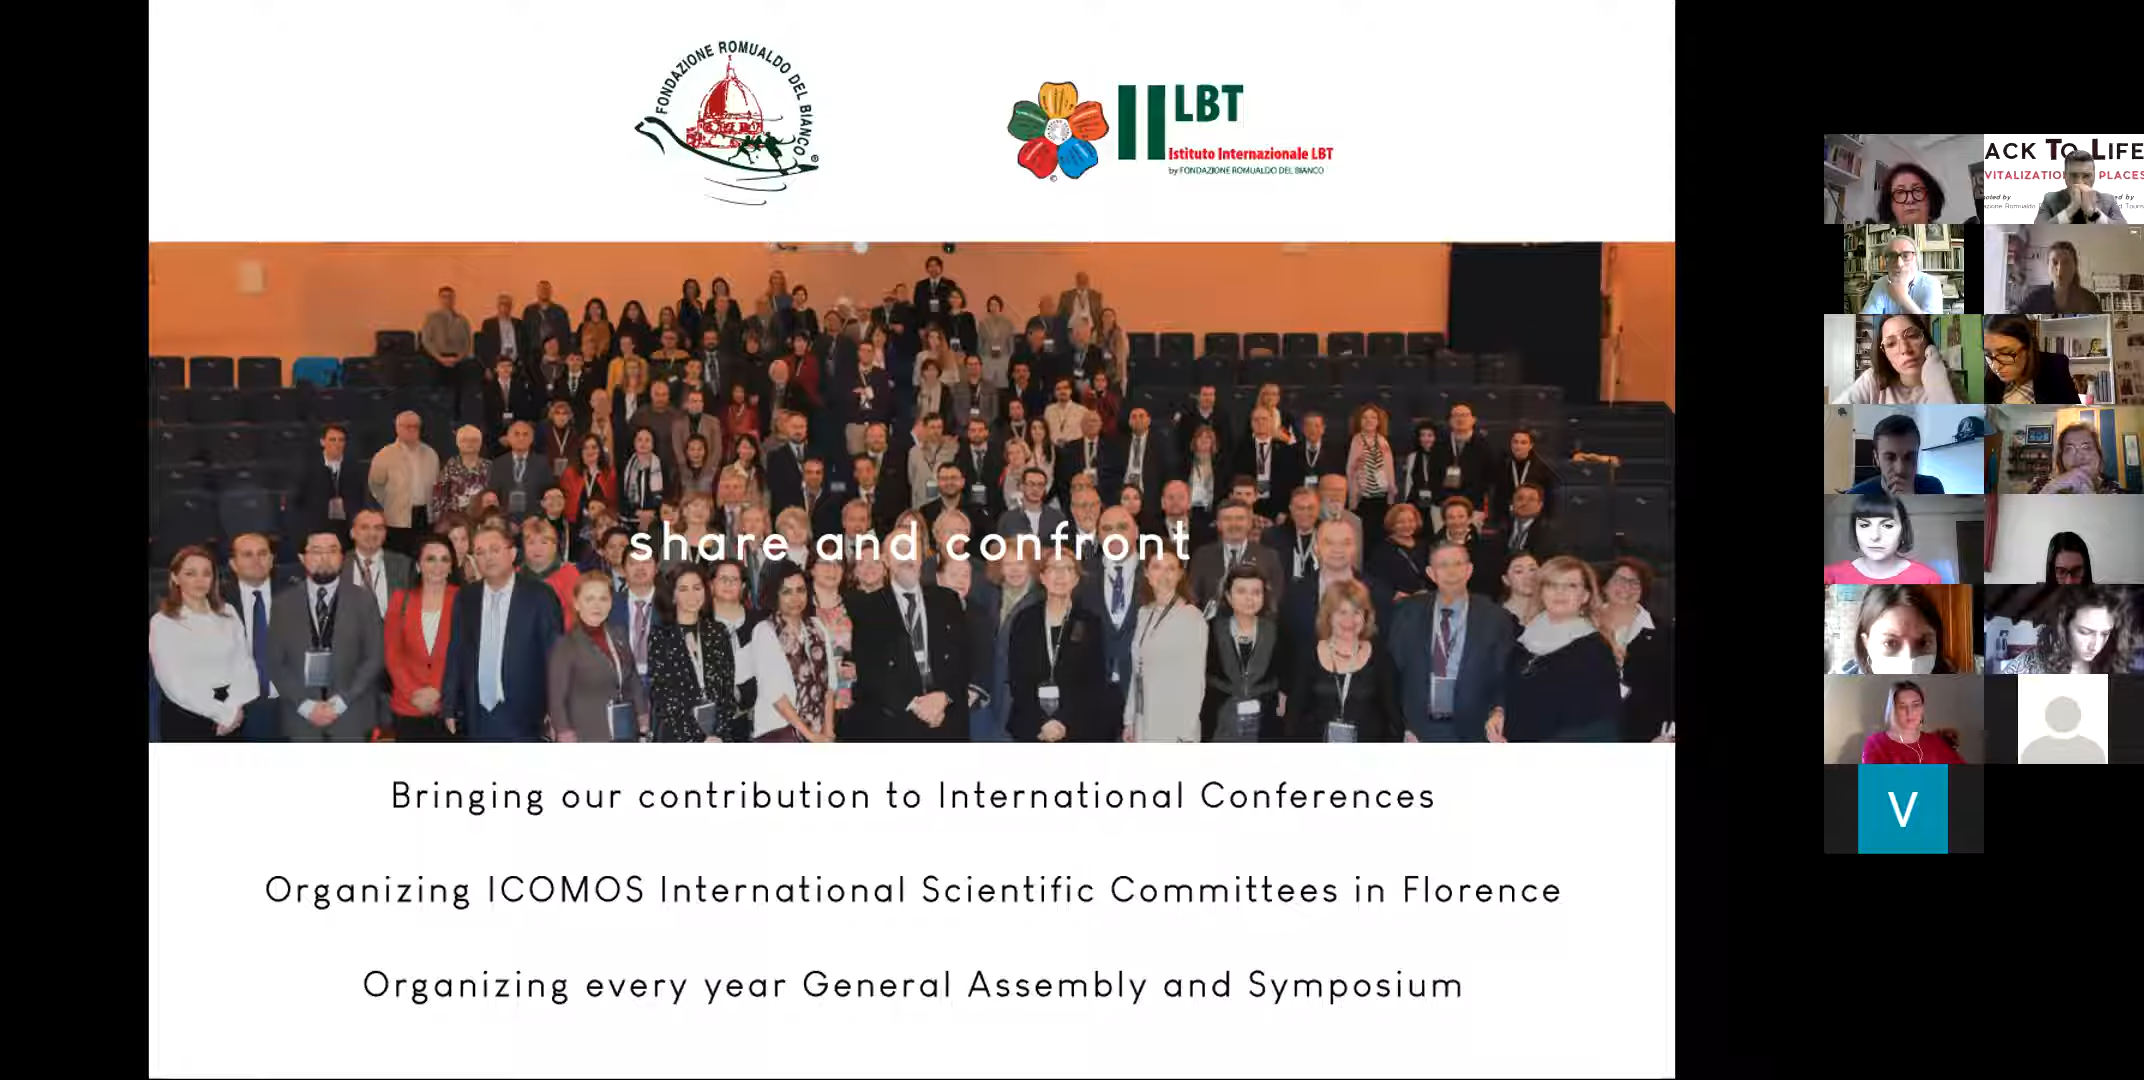 FONDAZIONE ROMUALDO DEL BIANCO
®
II LBT
Istituto Internazionale LBT
by FONDAZIONE ROMUALDO DEL BIANCO
©
share and confront
Bringing our contribution to International Conferences
Organizing ICOMOS International Scientific Committees in Florence
Organizing every year General Assembly and Symposium
ACK TO LIFE
VITALIZATIO PLACES
V